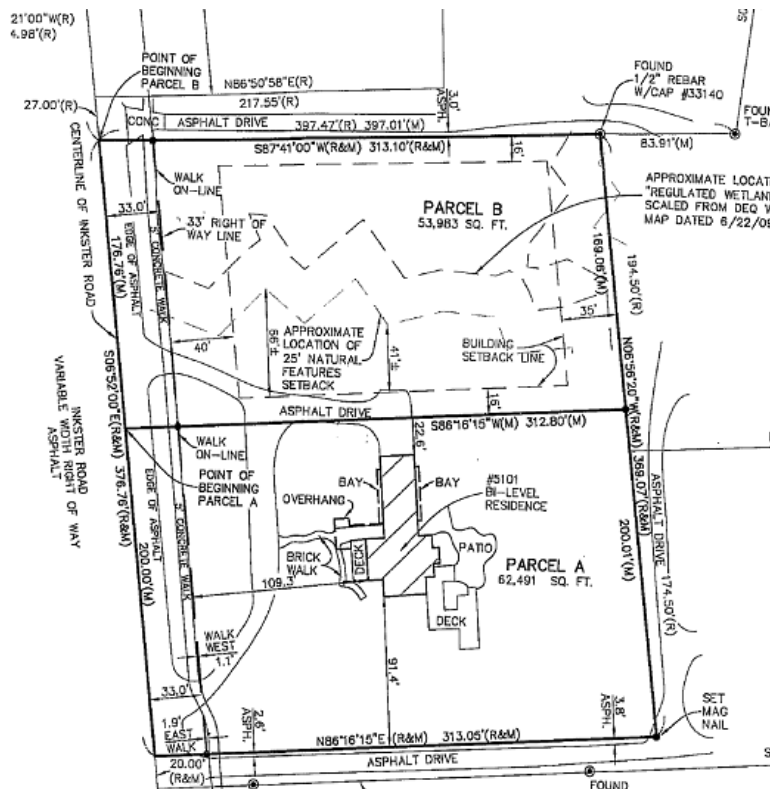 21'00"W(R)
4.98'(R)
POINT OF
BEGINNING
PARCEL B
N86°50'58"E(R)
217.55'(R)
3.0'
ASPH.
FOUND
1/2" REBAR
W/CAP #33140
FOUN
T-BA
27.00'(R)
CONC
ASPHALT DRIVE
397.47'(R) 397.01'(M)
83.91'(M)
S87°41'00"W(R&M) 313.10'(R&M)
16'
WALK
ON-LINE
CENTERLINE OF INKSTER ROAD
33.0'
33' RIGHT OF
WAY LINE
PARCEL B
53,983 SQ. FT.
APPROXIMATE LOCAT
"REGULATED WETLAN
SCALED FROM DEQ W
MAP DATED 6/22/09
176.76'(M)
EDGE OF ASPHALT
5' CONCRETE WALK
169.06'(M)
194.50'(R)
35'
40'
66'±
APPROXIMATE
LOCATION OF
25' NATURAL
FEATURES
SETBACK
41'±
BUILDING
SETBACK LINE
S06°52'00"E(R&M)
N06°56'20"W(R&M)
16'
ASPHALT DRIVE
S86°16'15"W(M) 312.80'(M)
INKSTER ROAD
VARIABLE WIDTH RIGHT OF WAY
ASPHALT
WALK
ON-LINE
22.6'
POINT OF
BEGINNING
PARCEL A
BAY
BAY
#5101
BI-LEVEL
RESIDENCE
OVERHANG
376.76'(R&M)
EDGE OF ASPHALT
5' CONCRETE WALK
369.07'(R&M)
ASPHALT DRIVE
200.00'(M)
BRICK
WALK
DECK
PATIO
PARCEL A
62,491 SQ. FT.
200.01'(M)
174.50'(R)
109.3'
DECK
WALK
WEST
1.1'
91.4'
33.0'
1.9'
EAST
WALK
2.6'
ASPH.
3.8'
ASPH.
SET
MAG
NAIL
N86°16'15"E (R&M) 313.05'(R&M)
20.00'
(R&M)
ASPHALT DRIVE
S
FOUND